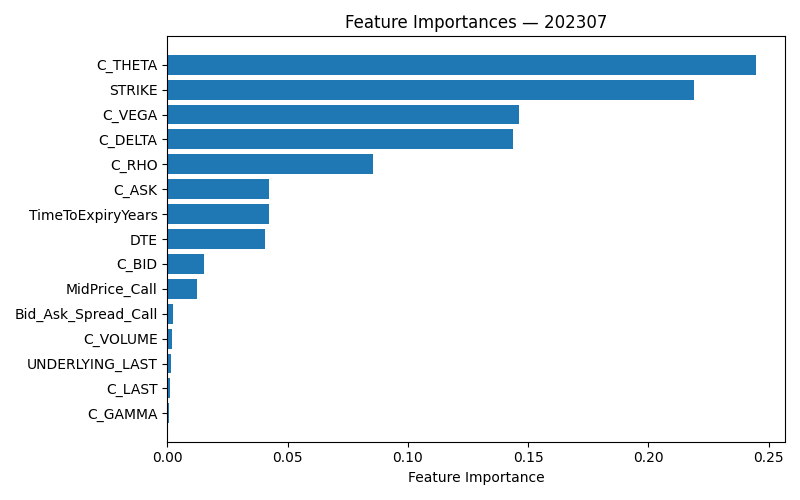 Feature Importances — 202307
C_THETA
STRIKE
C_VEGA
C_DELTA
C_RHO
C_ASK
TimeToExpiryYears
DTE
C_BID
MidPrice_Call
Bid_Ask_Spread_Call
C_VOLUME
UNDERLYING_LAST
C_LAST
C_GAMMA
0.00 0.05 0.10 0.15 0.20 0.25
Feature Importance